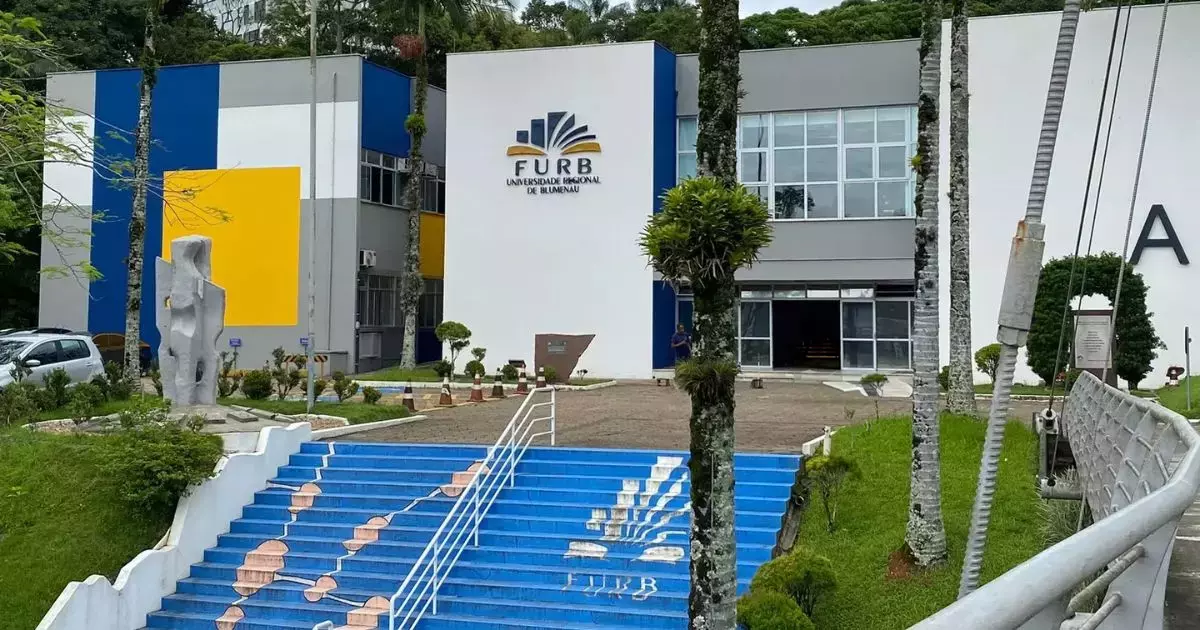 FURB
UNIVERSIDADE REGIONAL
DE BLUMENAU
A
FURB